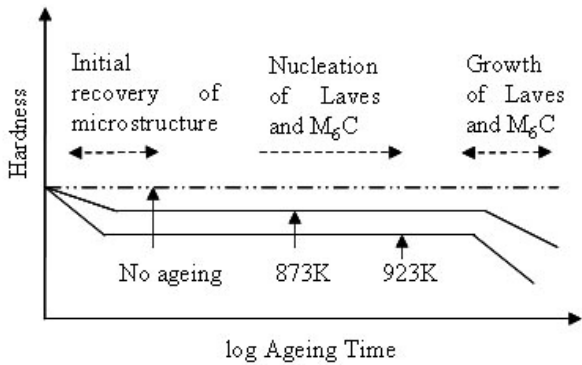 Initial
recovery of
microstructure
Nucleation
of Laves
and M₆C
Growth
of Laves
and M₆C
Hardness
No ageing
873K
923K
log Ageing Time